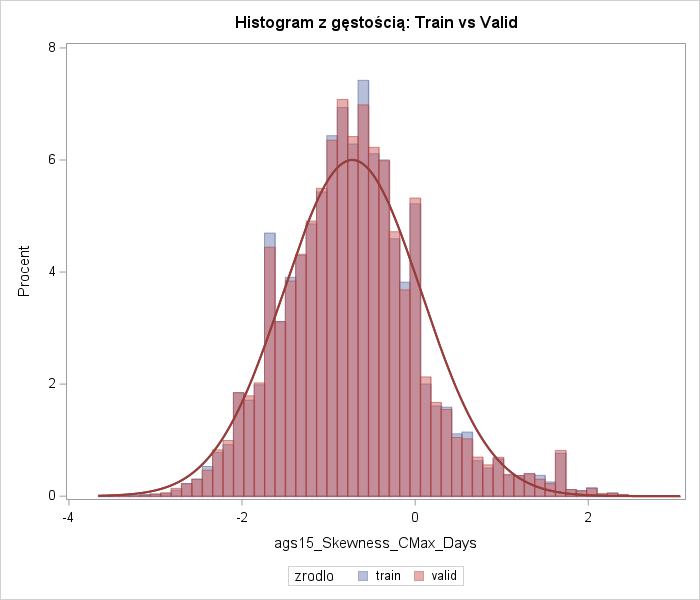 Histogram z gęstością: Train vs Valid
8
6
4
2
0
Procent
-4 -2 0 2
ags15_Skewness_CMax_Days
zrodlo train valid